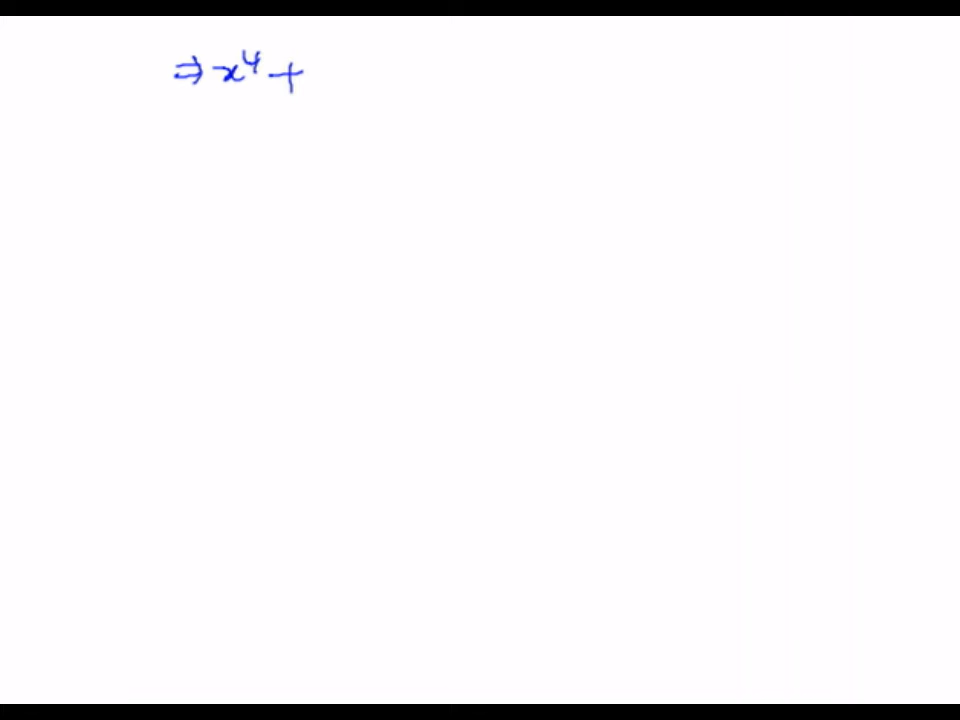 ⇒ x⁴ +